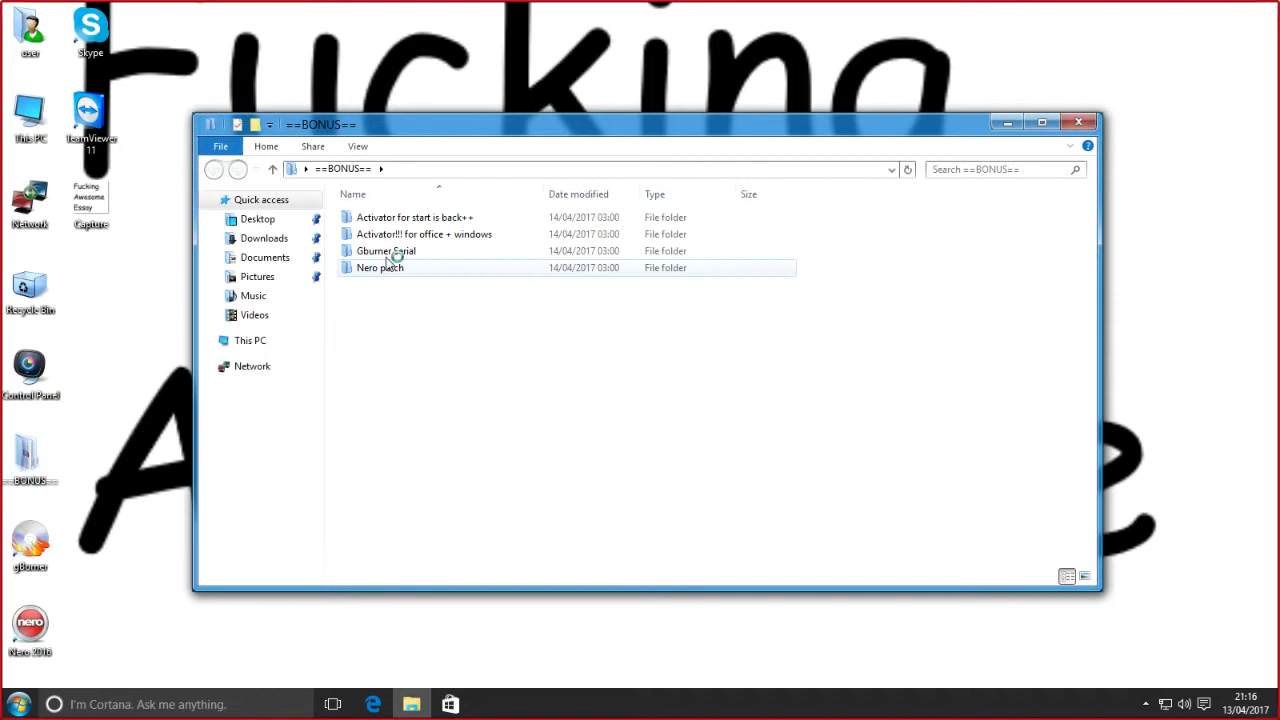 Fucking
A e
user
Skype
This PC
TeamViewer
11
Fucking
Awesome
Essay
Network
Capture
Recycle Bin
Control Panel
==BONUS==
gBurner
nero
Nero 2016
==BONUS==
File
Home
Share
View
==BONUS==
Search ==BONUS==
Name
Date modified
Type
Size
Quick access
Desktop
Downloads
Documents
Pictures
Music
Videos
This PC
Network
Activator for start is back++
14/04/2017 03:00
File folder
Activator!!! for office + windows
14/04/2017 03:00
File folder
Gburner Serial
14/04/2017 03:00
File folder
Nero patch
14/04/2017 03:00
File folder
I'm Cortana. Ask me anything.
21:16
13/04/2017